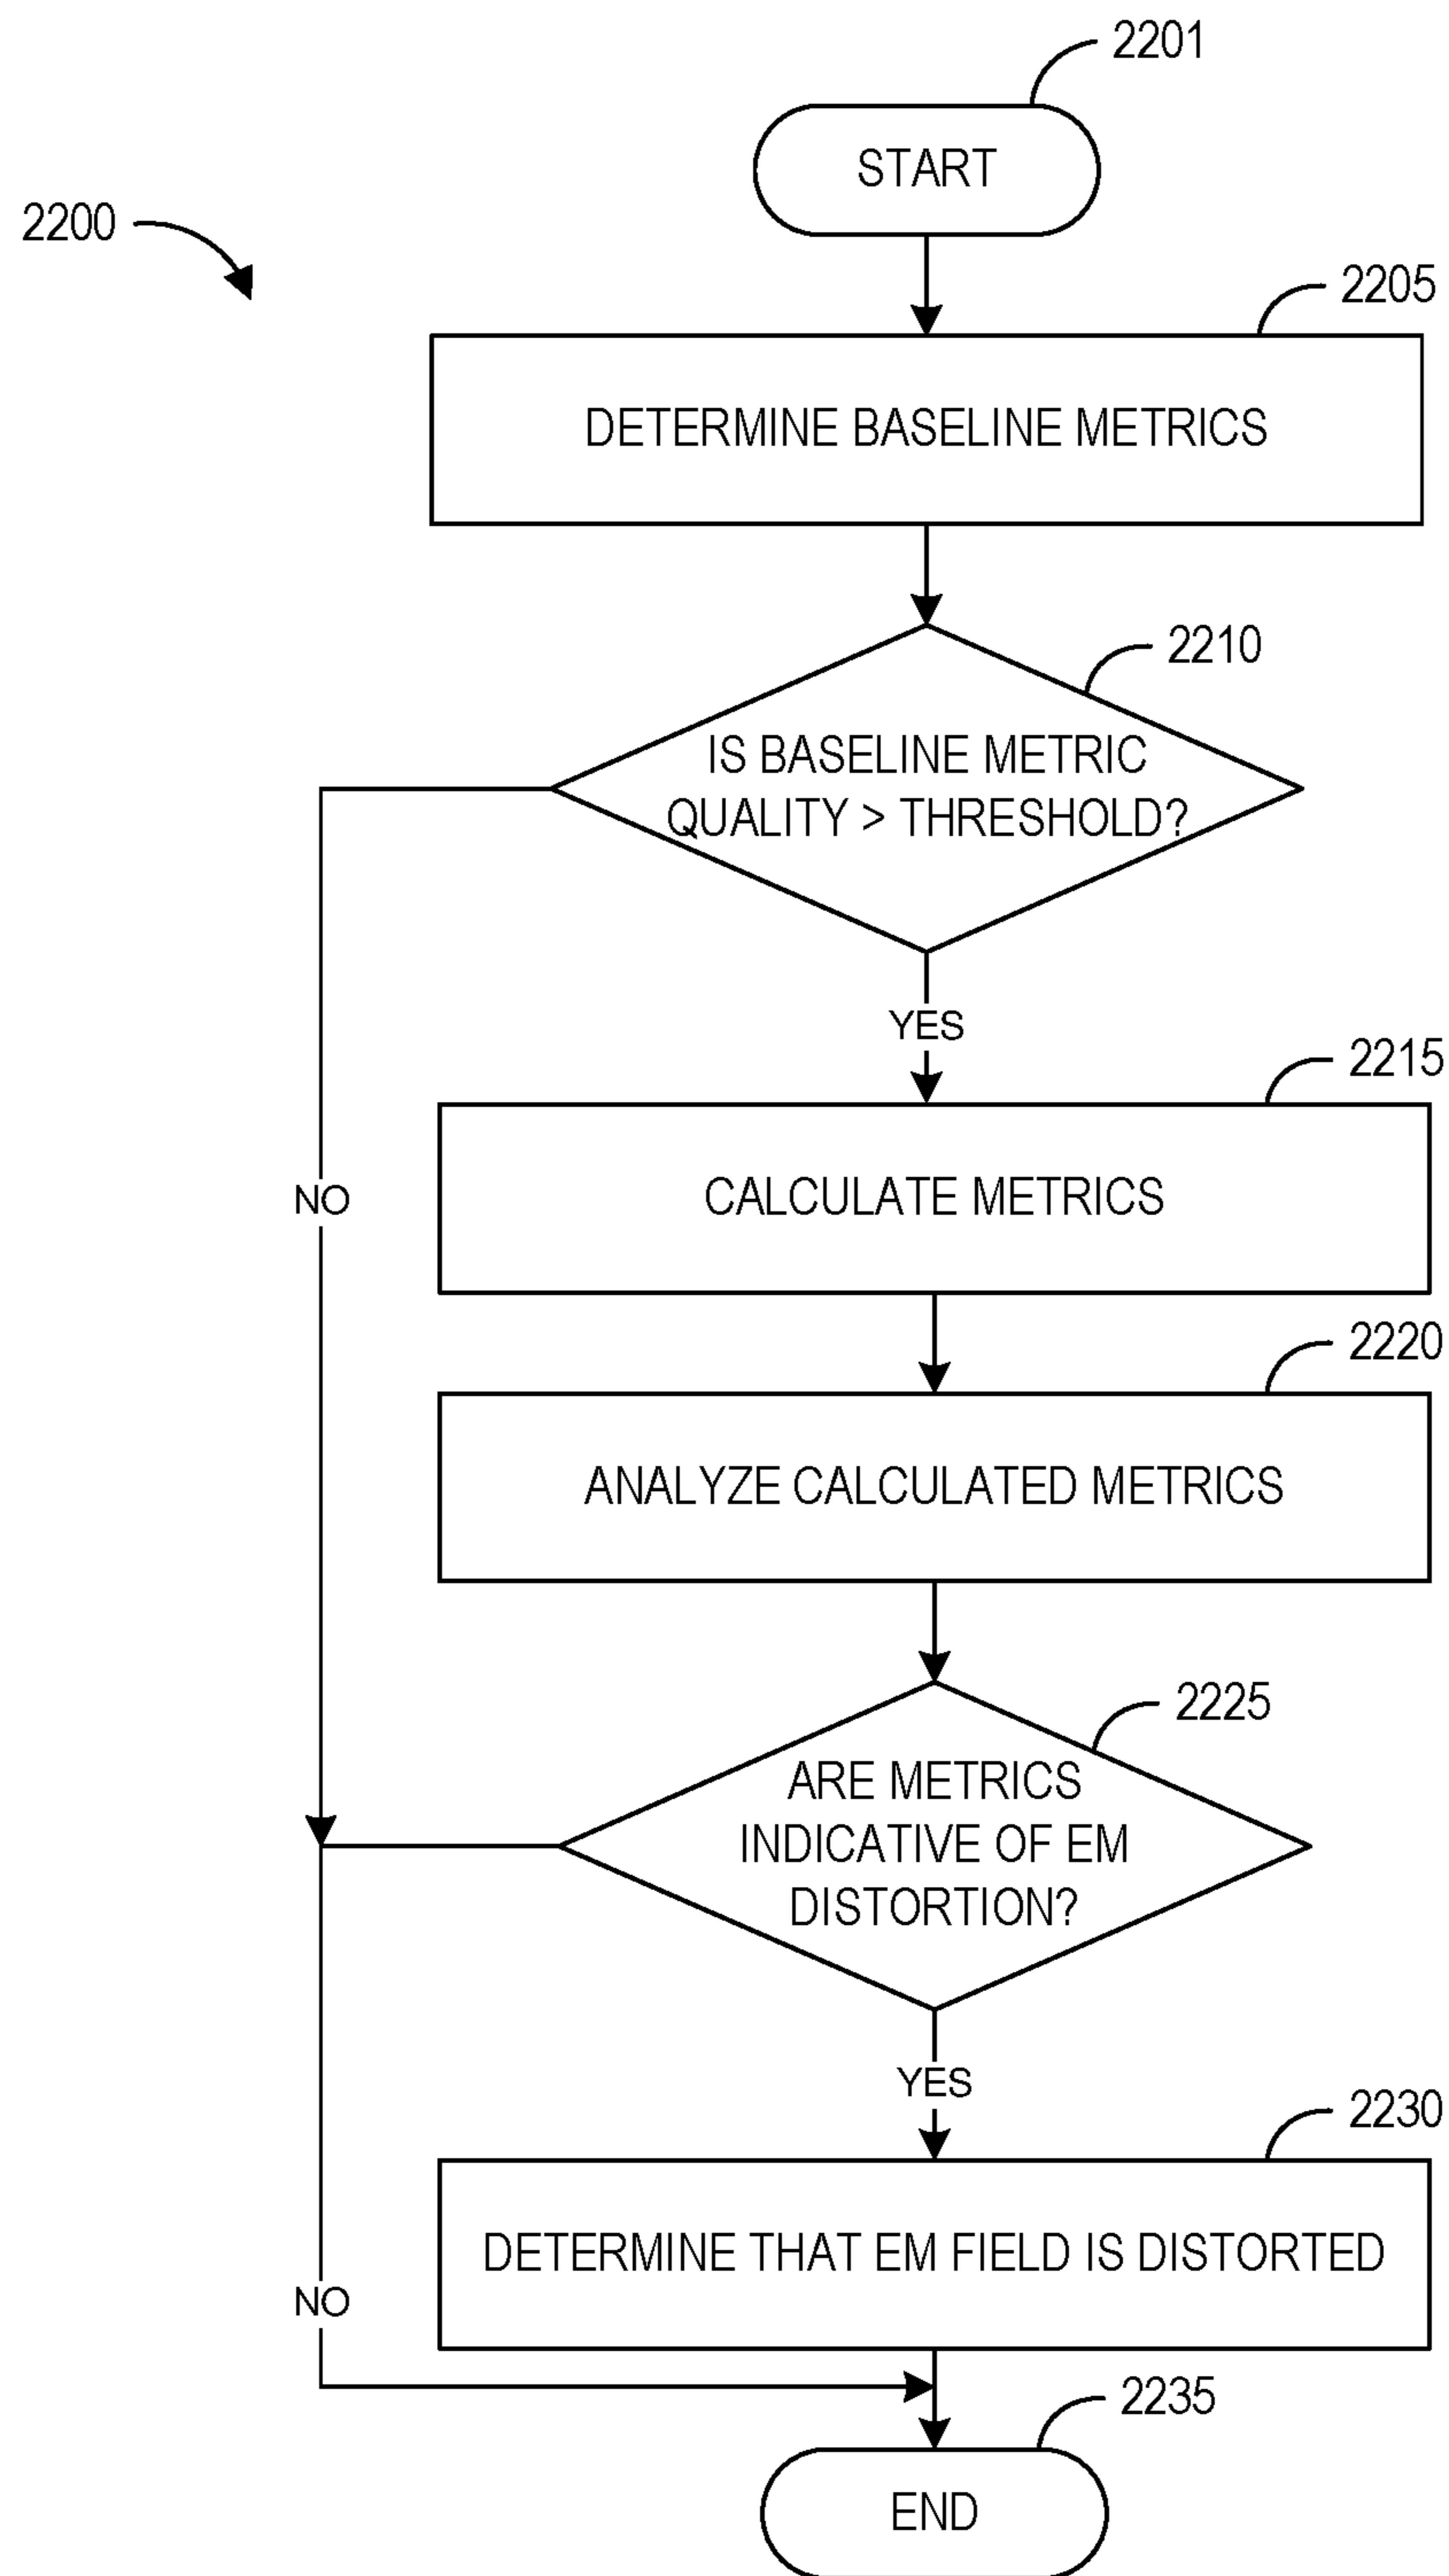 2201
START
2200
2205
DETERMINE BASELINE METRICS
2210
IS BASELINE METRIC
QUALITY > THRESHOLD?
YES
2215
NO
CALCULATE METRICS
2220
ANALYZE CALCULATED METRICS
2225
ARE METRICS
INDICATIVE OF EM
DISTORTION?
YES
2230
DETERMINE THAT EM FIELD IS DISTORTED
NO
2235
END